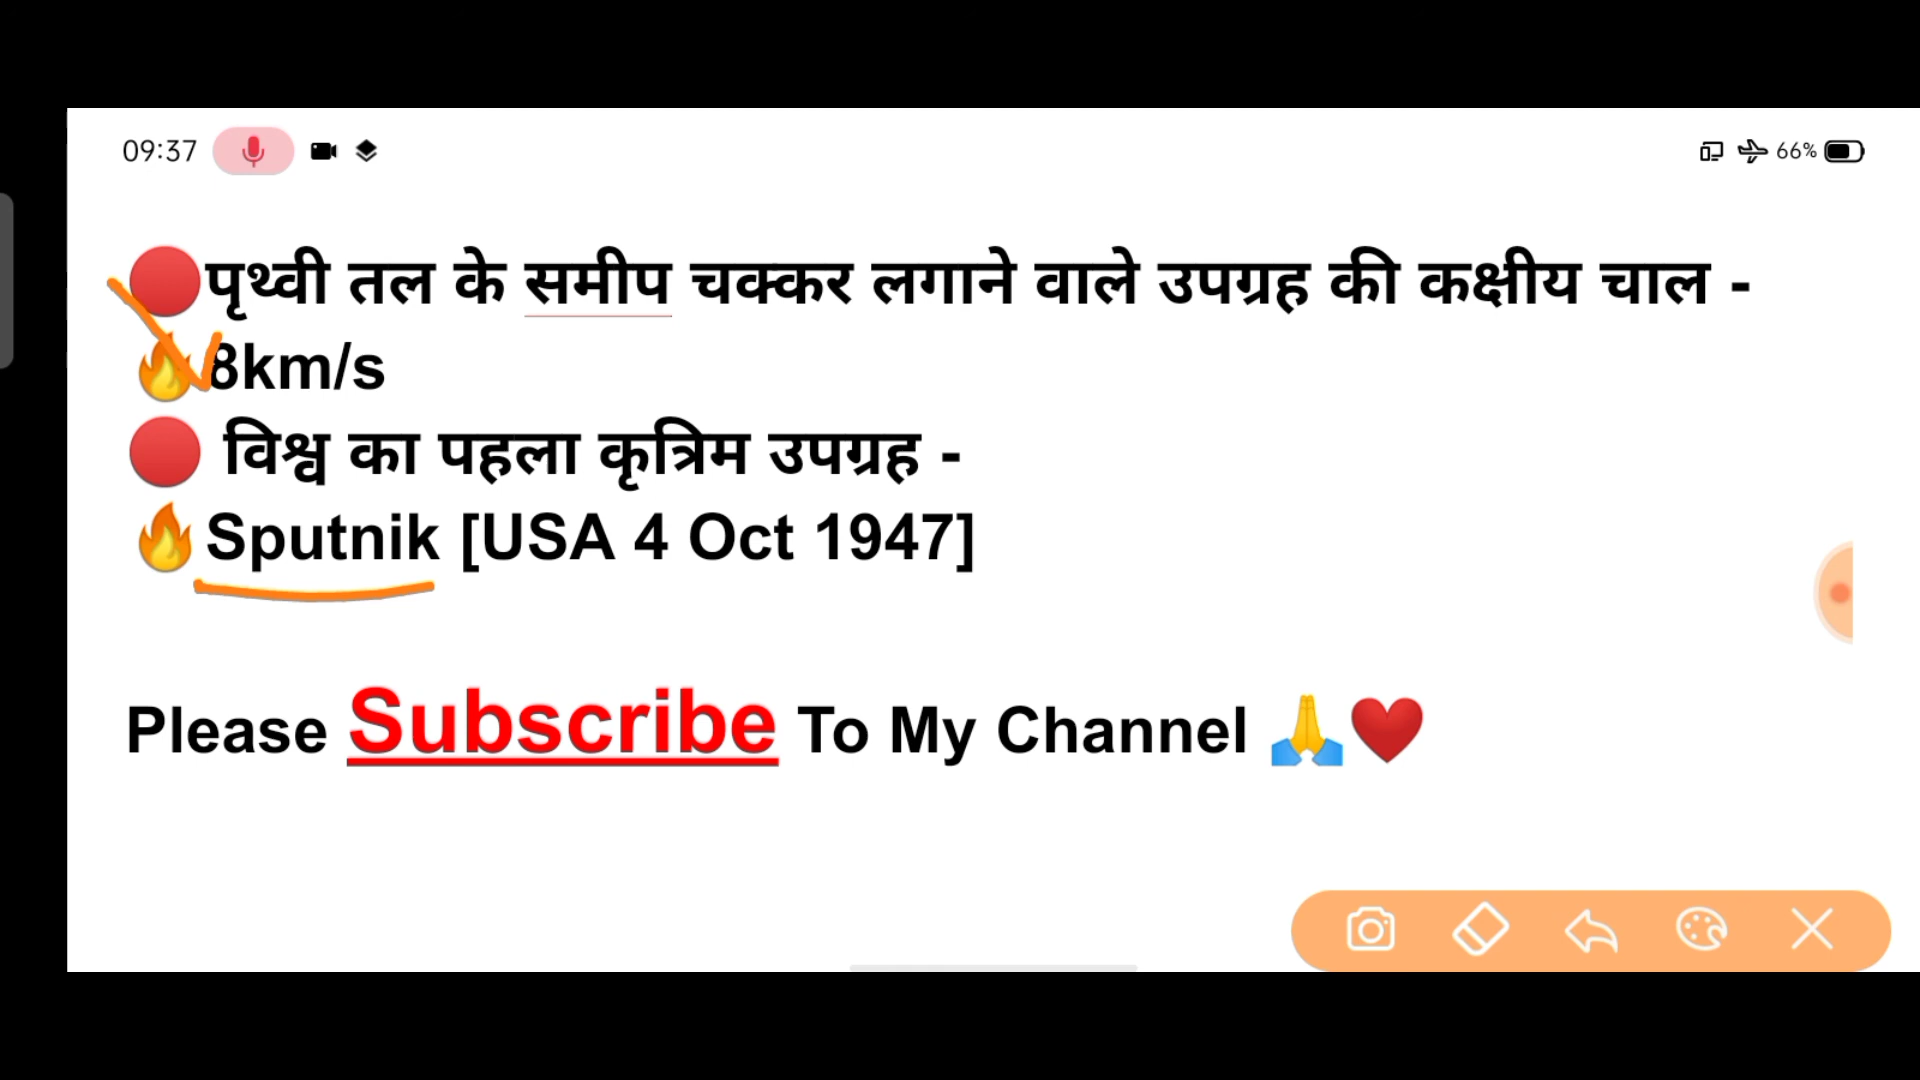 09:37 66%
🔴पृथ्वी तल के समीप चक्कर लगाने वाले उपग्रह की कक्षीय चाल -
🔥8km/s
🔴 विश्व का पहला कृत्रिम उपग्रह -
🔥Sputnik [USA 4 Oct 1947]
Please Subscribe To My Channel 🙏❤️